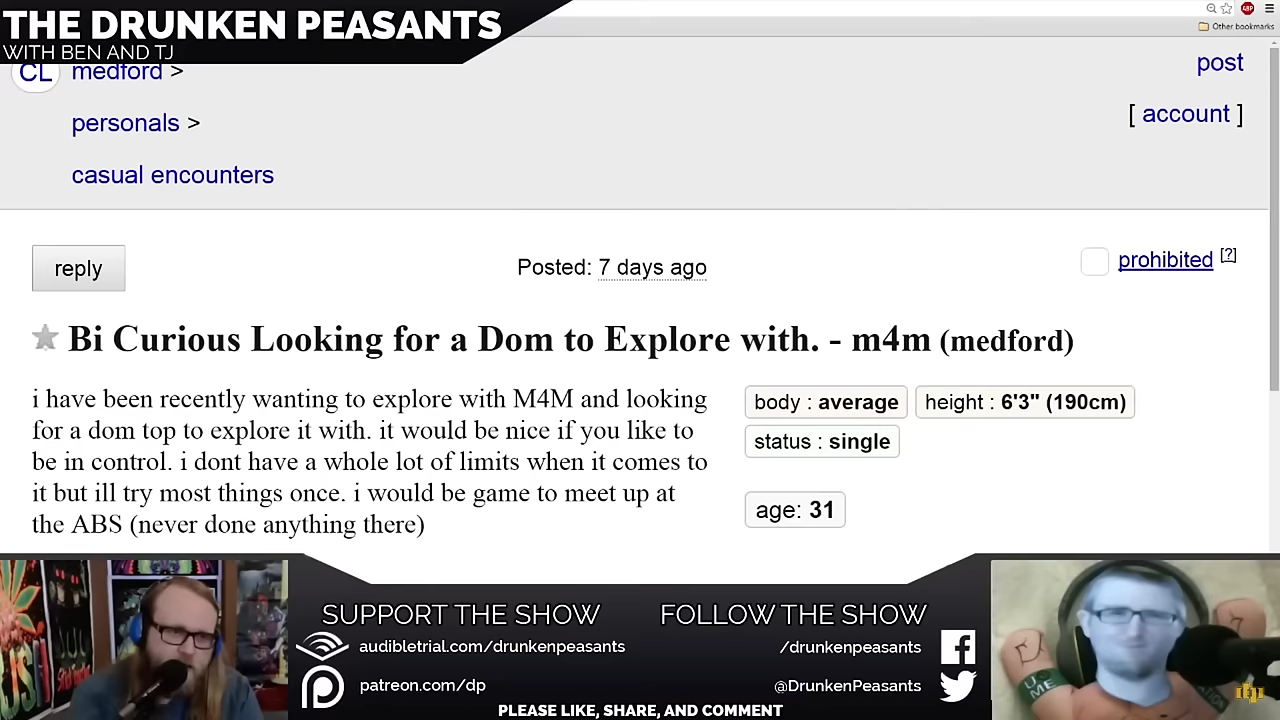 THE DRUNKEN PEASANTS
WITH BEN AND TJ
ABP
Other bookmarks
CL medford >
post
personals >
[ account ]
casual encounters
reply
Posted: 7 days ago
prohibited [?]
Bi Curious Looking for a Dom to Explore with. - m4m (medford)
i have been recently wanting to explore with M4M and looking
for a dom top to explore it with. it would be nice if you like to
be in control. i dont have a whole lot of limits when it comes to
it but ill try most things once. i would be game to meet up at
the ABS (never done anything there)
body : average
height : 6'3" (190cm)
status : single
age: 31
SUPPORT THE SHOW
audibletrial.com/drunkenpeasants
patreon.com/dp
FOLLOW THE SHOW
/drunkenpeasants
@DrunkenPeasants
PLEASE LIKE, SHARE, AND COMMENT
U
ME
dp